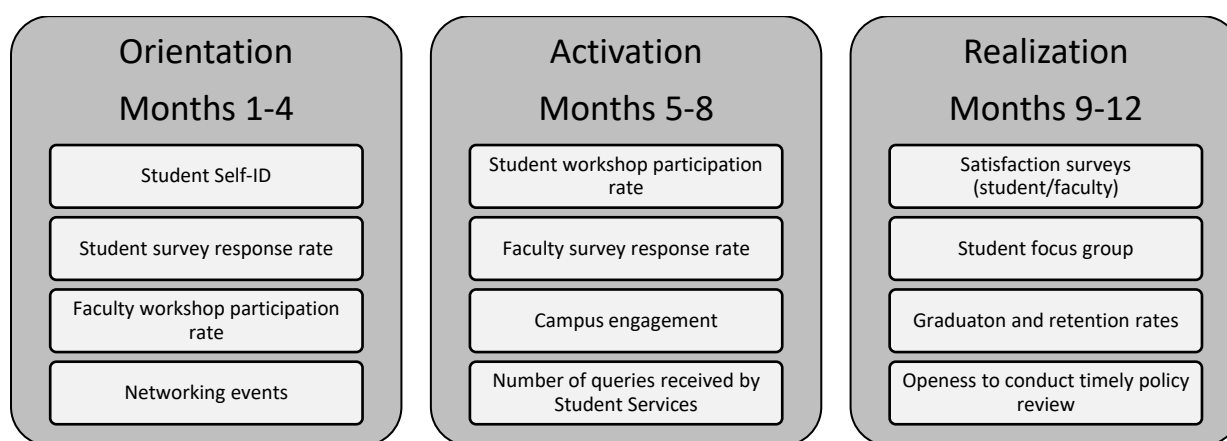 Orientation
Months 1-4
Student Self-ID
Student survey response rate
Faculty workshop participation
rate
Networking events
Activation
Months 5-8
Student workshop participation
rate
Faculty survey response rate
Campus engagement
Number of queries received by
Student Services
Realization
Months 9-12
Satisfaction surveys
(student/faculty)
Student focus group
Graduaton and retention rates
Openess to conduct timely policy
review